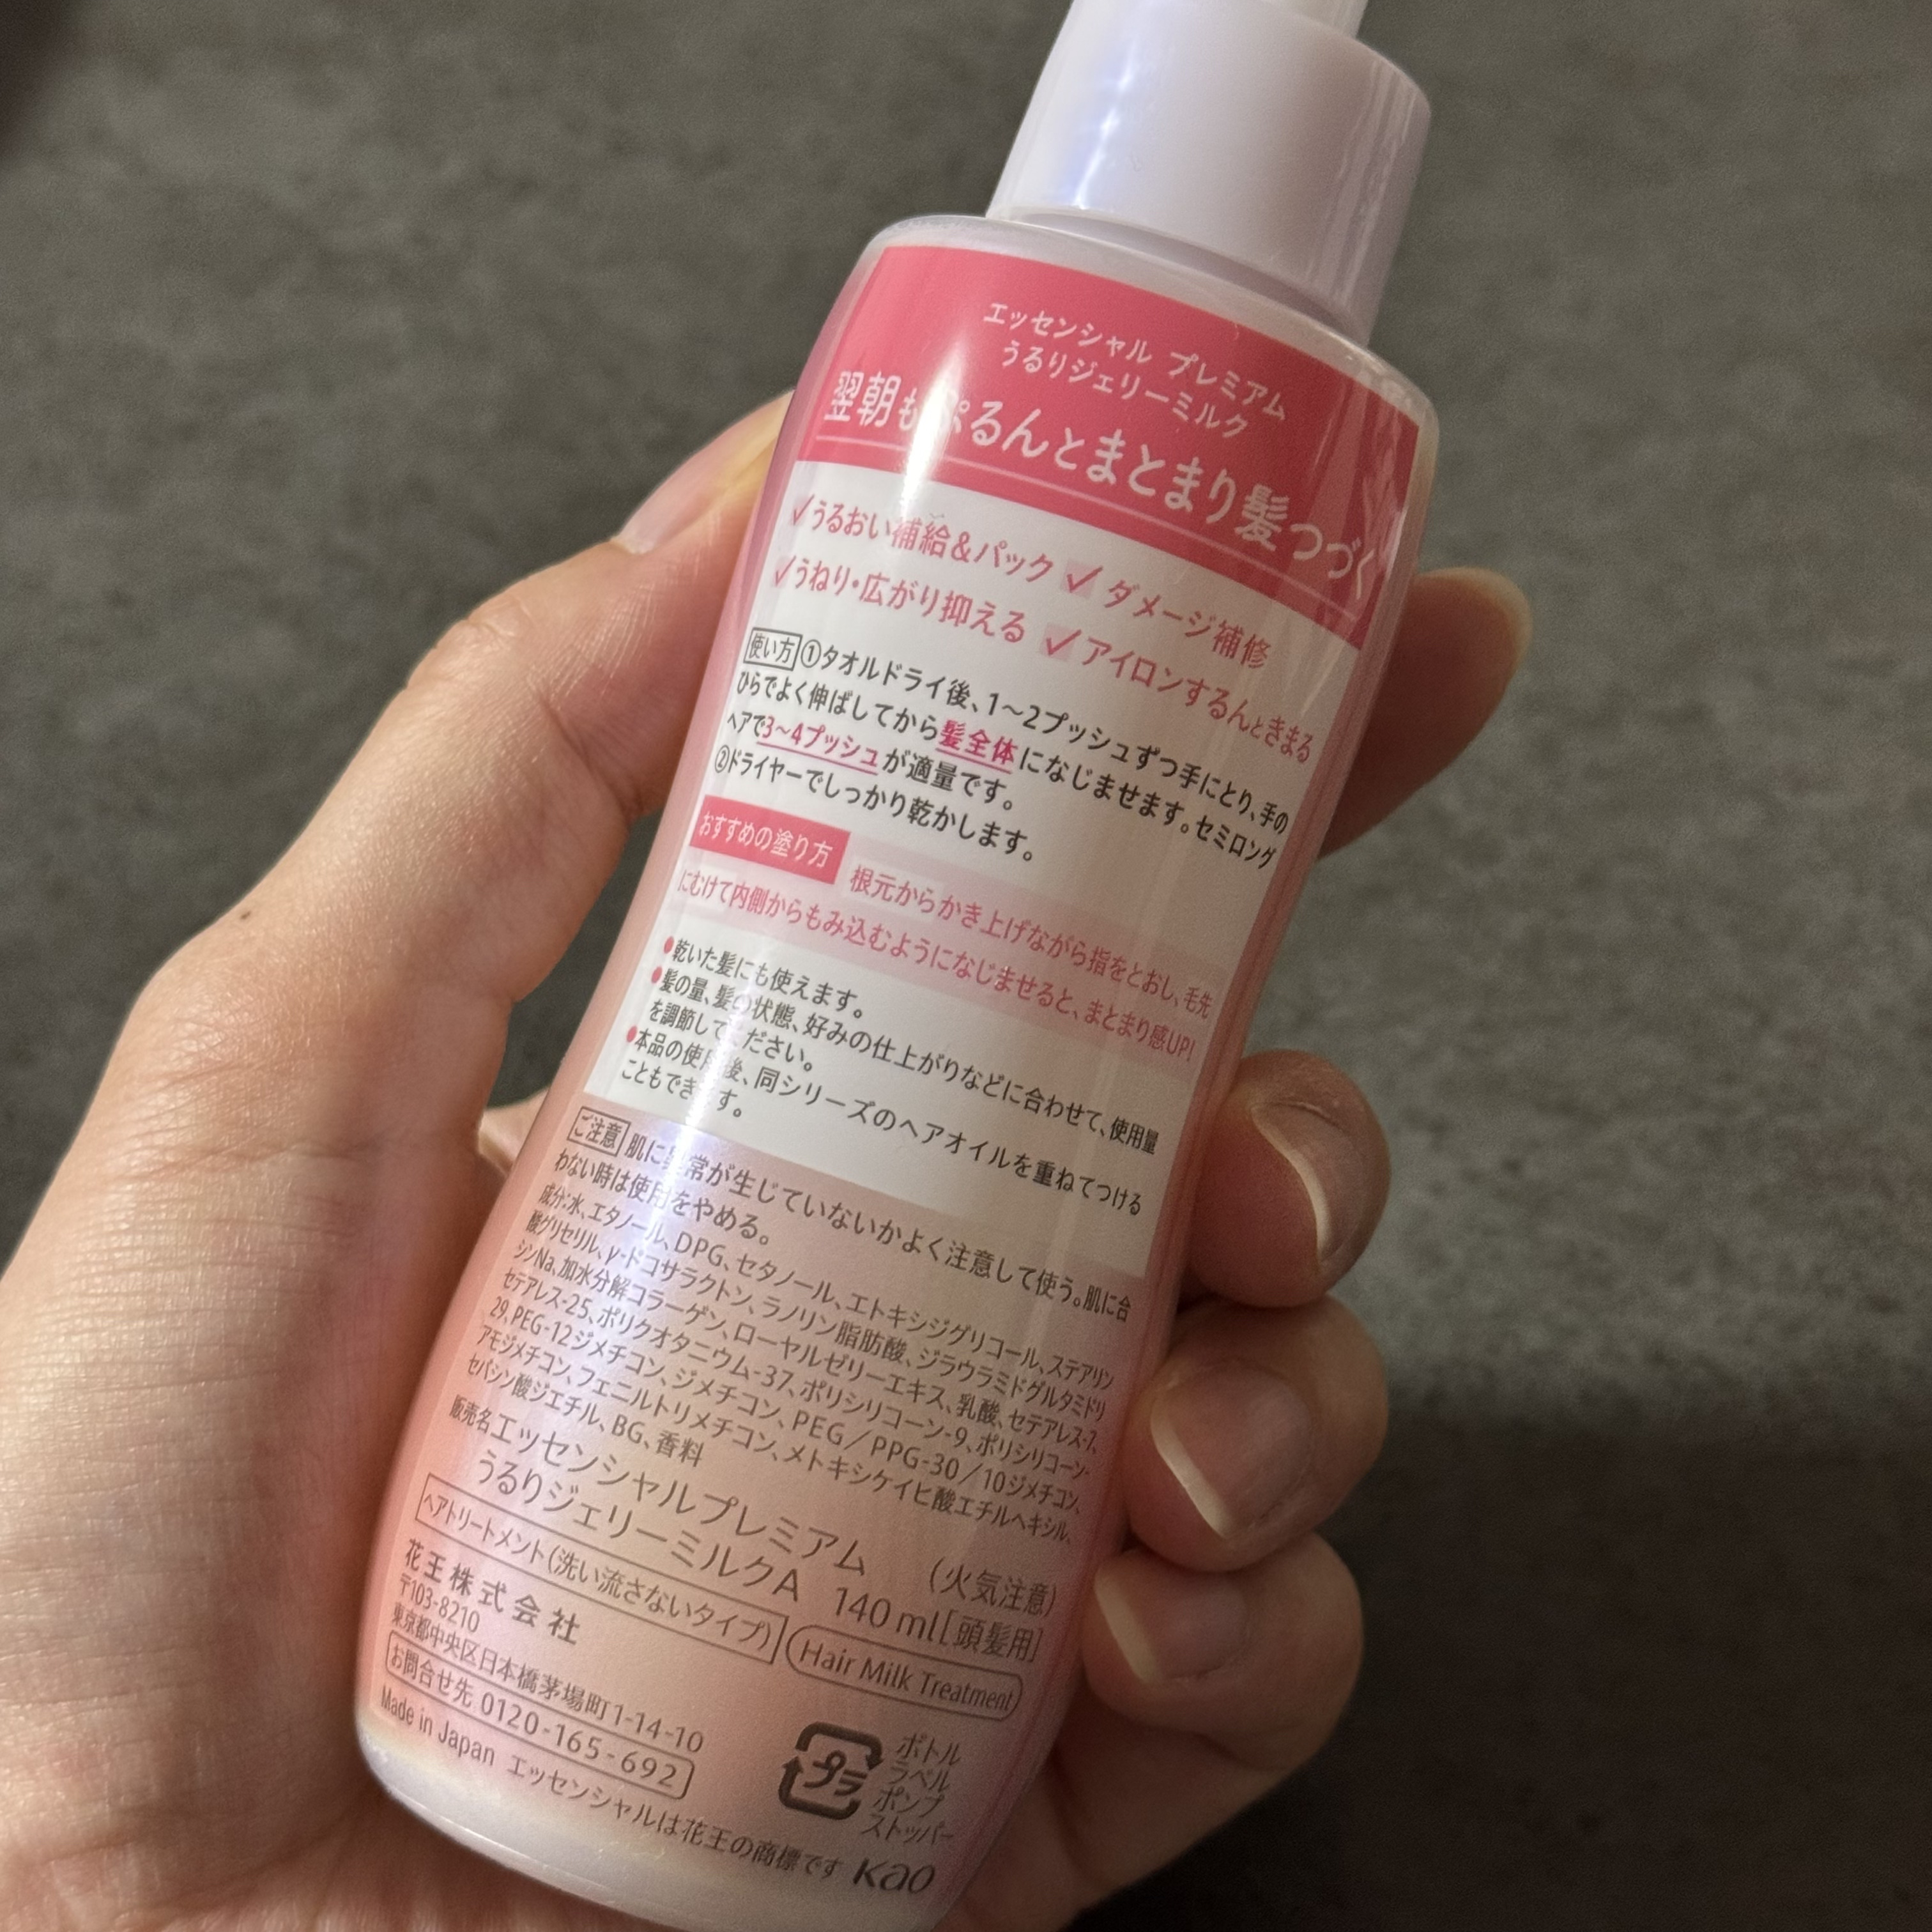 エッセンシャル プレミアム
うるりジェリーミルク
翌朝もぷるんとまとまり髪つづく
✓うるおい補給&パック ✓ダメージ補修
✓うねり・広がり抑える ✓アイロンするんときまる
使い方 ①タオルドライ後、1〜2プッシュずつ手にとり、手の
ひらでよく伸ばしてから髪全体になじませます。セミロング
ヘアで3〜4プッシュが適量です。
②ドライヤーでしっかり乾かします。
おすすめの塗り方 根元からかき上げながら指をとおし、毛先
にむけて内側からもみ込むようになじませると、まとまり感UP!
●乾いた髪にも使えます。
●髪の量、髪の状態、好みの仕上がりなどに合わせて、使用量
を調節してください。
●本品の使用後、同シリーズのヘアオイルを重ねてつける
こともできます。
ご注意 肌に異常が生じていないかよく注意して使う。肌に合
わない時は使用をやめる。
成分:水、エタノール、DPG、セタノール、エトキシジグリコール、ステアリン
酸グリセリル、γ-ドコサラクトン、ラノリン脂肪酸、ジラウラミドグルタミドリ
シンNa、加水分解コラーゲン、ローヤルゼリーエキス、乳酸、セテアレス-7、
セテアレス-25、ポリクオタニウム-37、ポリシリコーン-9、ポリシリコーン-
29、PEG-12ジメチコン、ジメチコン、PEG/PPG-30/10ジメチコン、
アモジメチコン、フェニルトリメチコン、メトキシケイヒ酸エチルヘキシル、
セバシン酸ジエチル、BG、香料
販売名 エッセンシャルプレミアム
うるりジェリーミルクA 140ml[頭髪用]
(火気注意)
ヘアトリートメント(洗い流さないタイプ) Hair Milk Treatment
花王株式会社
〒103-8210
東京都中央区日本橋茅場町1-14-10
お問合せ先 0120-165-692
プラ
ボトル
ラベル
ポンプ
ストッパー
Made in Japan エッセンシャルは花王の商標です Kao